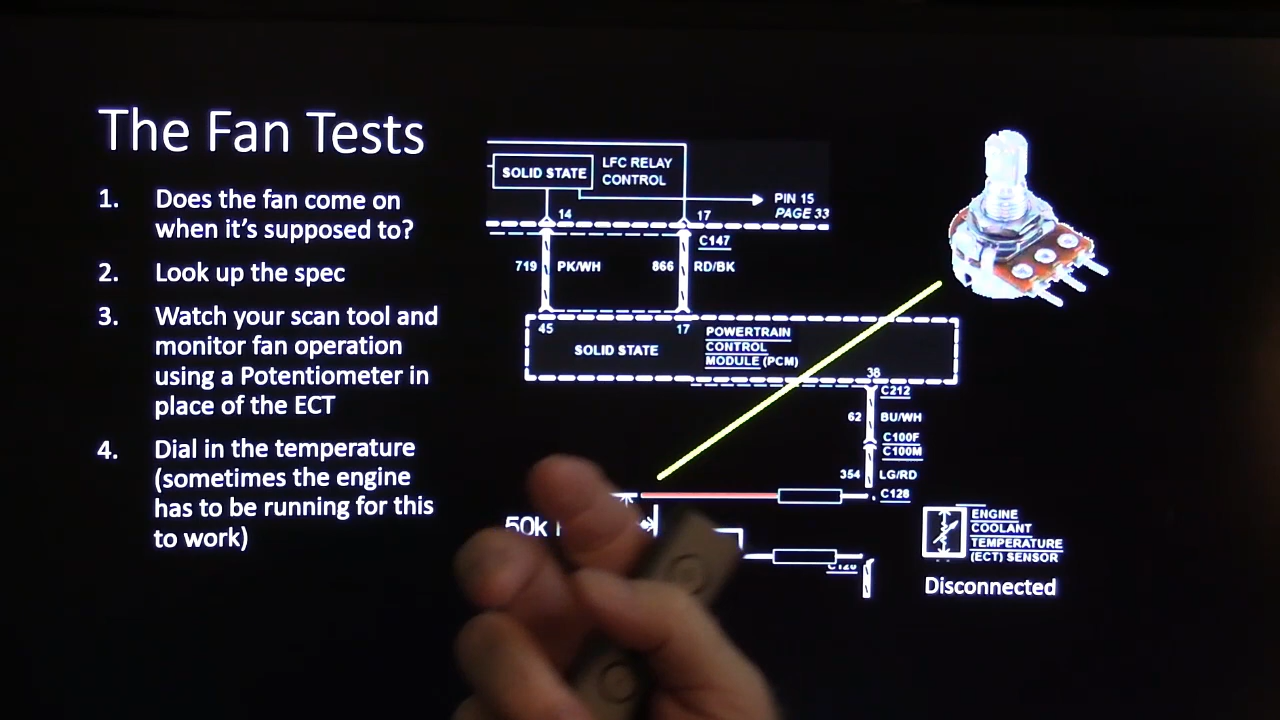 The Fan Tests
1. Does the fan come on
when it's supposed to?
2. Look up the spec
3. Watch your scan tool and
monitor fan operation
using a Potentiometer in
place of the ECT
4. Dial in the temperature
(sometimes the engine
has to be running for this
to work)
SOLID STATE
LFC RELAY
CONTROL
PIN 15
PAGE 33
14
17
C147
719
PK/WH
866
RD/BK
45
17
POWERTRAIN
CONTROL
MODULE (PCM)
SOLID STATE
38
C212
62
BU/WH
C100F
C100M
354
LG/RD
C128
50k
ENGINE
COOLANT
TEMPERATURE
(ECT) SENSOR
Disconnected